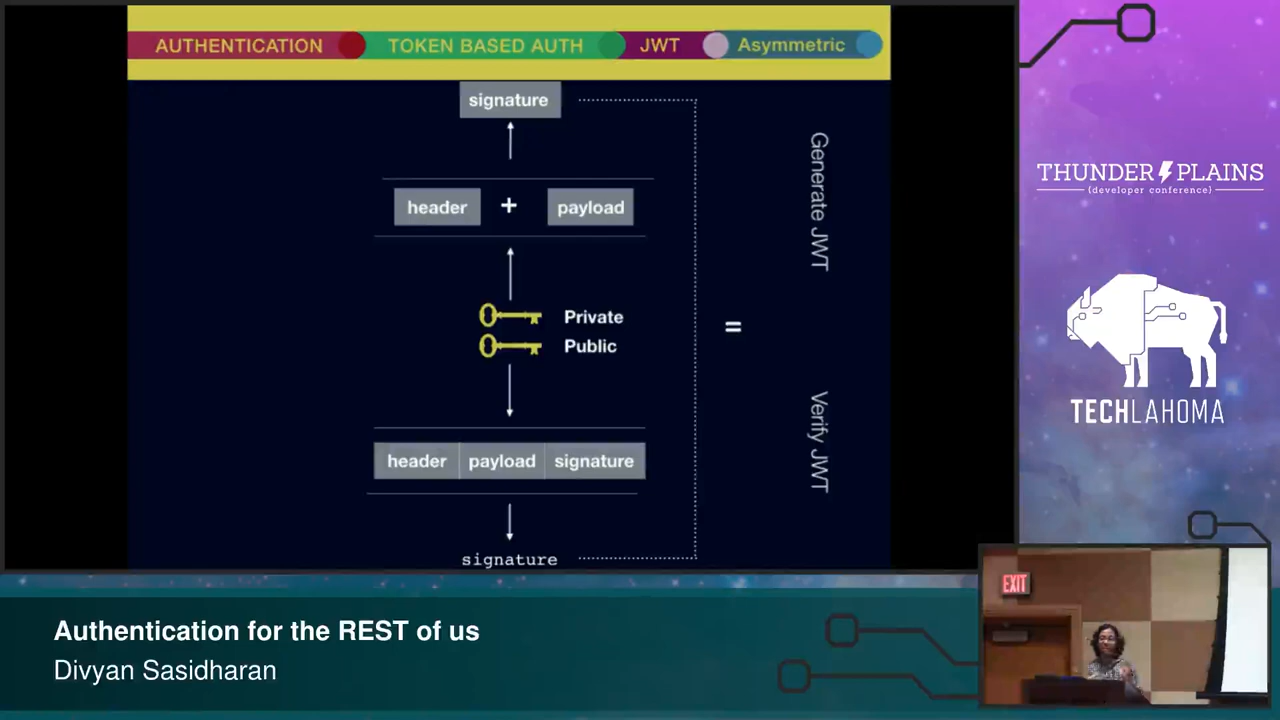 AUTHENTICATION TOKEN BASED AUTH JWT Asymmetric
signature
header + payload
Generate JWT
Private
Public
=
header payload signature
Verify JWT
signature
THUNDER PLAINS
{developer conference}
TECHLAHOMA
EXIT
Authentication for the REST of us
Divyan Sasidharan